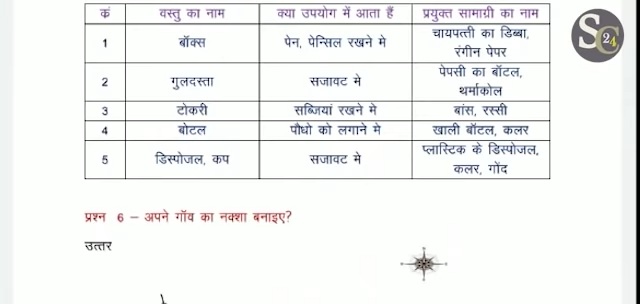 कं वस्तु का नाम क्या उपयोग में आता हैं प्रयुक्त सामाग्री का नाम
1 बॉक्स पेन, पेन्सिल रखने मे चायपत्ती का डिब्बा, रंगीन पेपर
2 गुलदस्ता सजावट मे पेपसी का बॉटल, थर्माकोल
3 टोकरी सब्जियां रखने मे बांस, रस्सी
4 बोटल पौधो को लगाने मे खाली बॉटल, कलर
5 डिस्पोजल, कप सजावट मे प्लास्टिक के डिस्पोजल, कलर, गोंद
प्रश्न 6 – अपने गॉव का नक्शा बनाइए?
उत्तर
SC 24